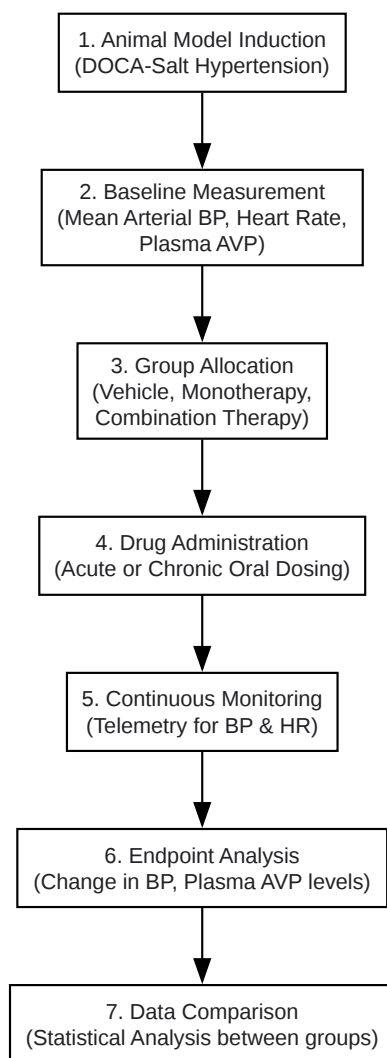 1. Animal Model Induction
(DOCA-Salt Hypertension)
2. Baseline Measurement
(Mean Arterial BP, Heart Rate,
Plasma AVP)
3. Group Allocation
(Vehicle, Monotherapy,
Combination Therapy)
4. Drug Administration
(Acute or Chronic Oral Dosing)
5. Continuous Monitoring
(Telemetry for BP & HR)
6. Endpoint Analysis
(Change in BP, Plasma AVP levels)
7. Data Comparison
(Statistical Analysis between groups)